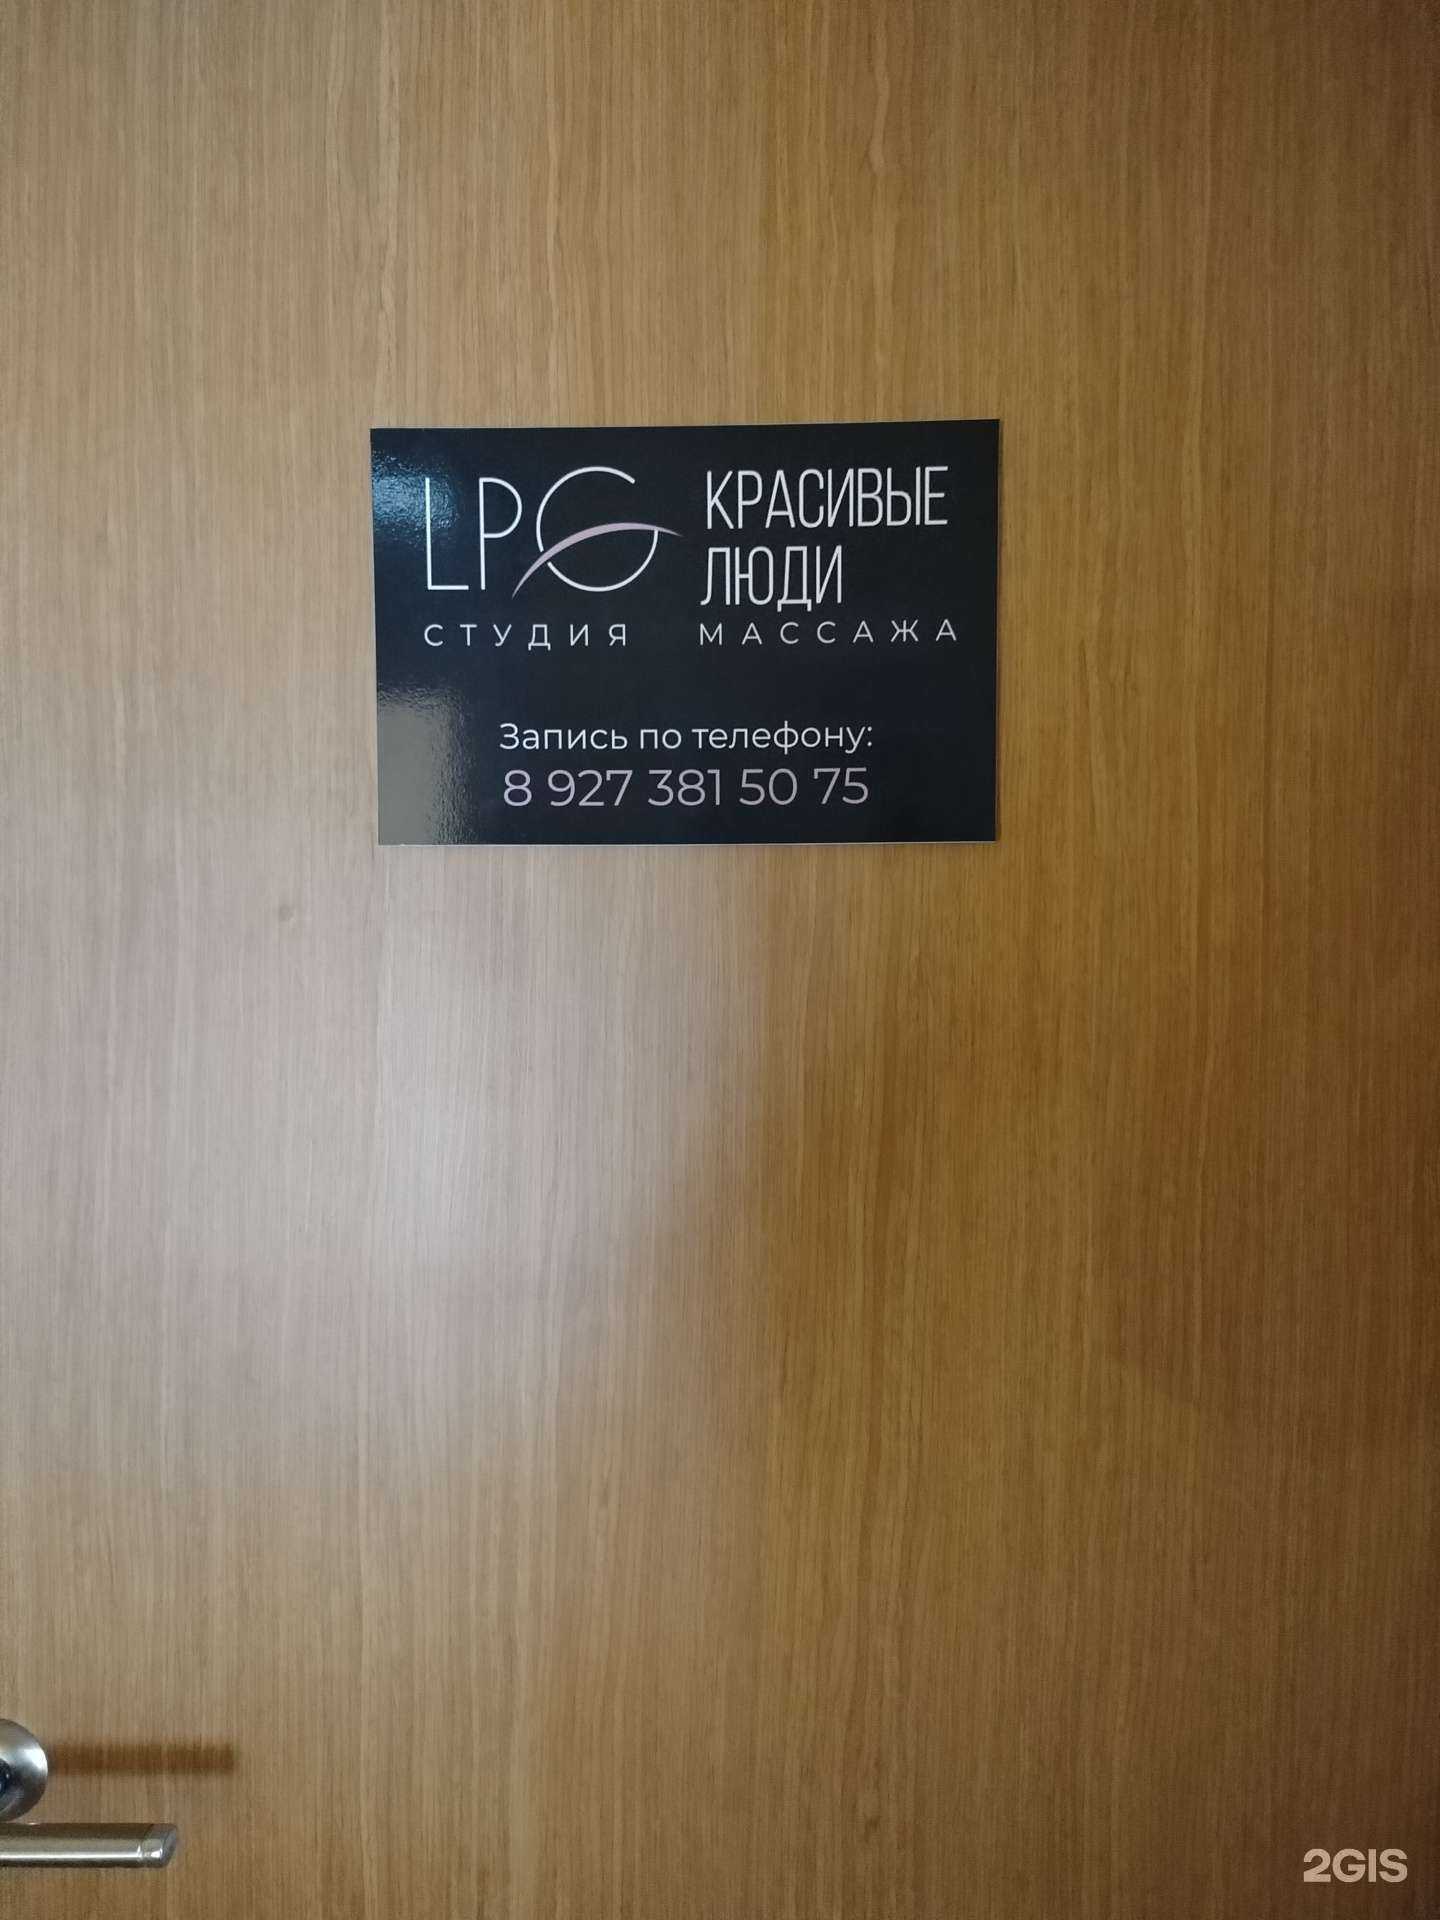 LPG
КРАСИВЫЕ
ЛЮДИ
СТУДИЯ МАССАЖА
Запись по телефону:
8 927 381 50 75
2GIS